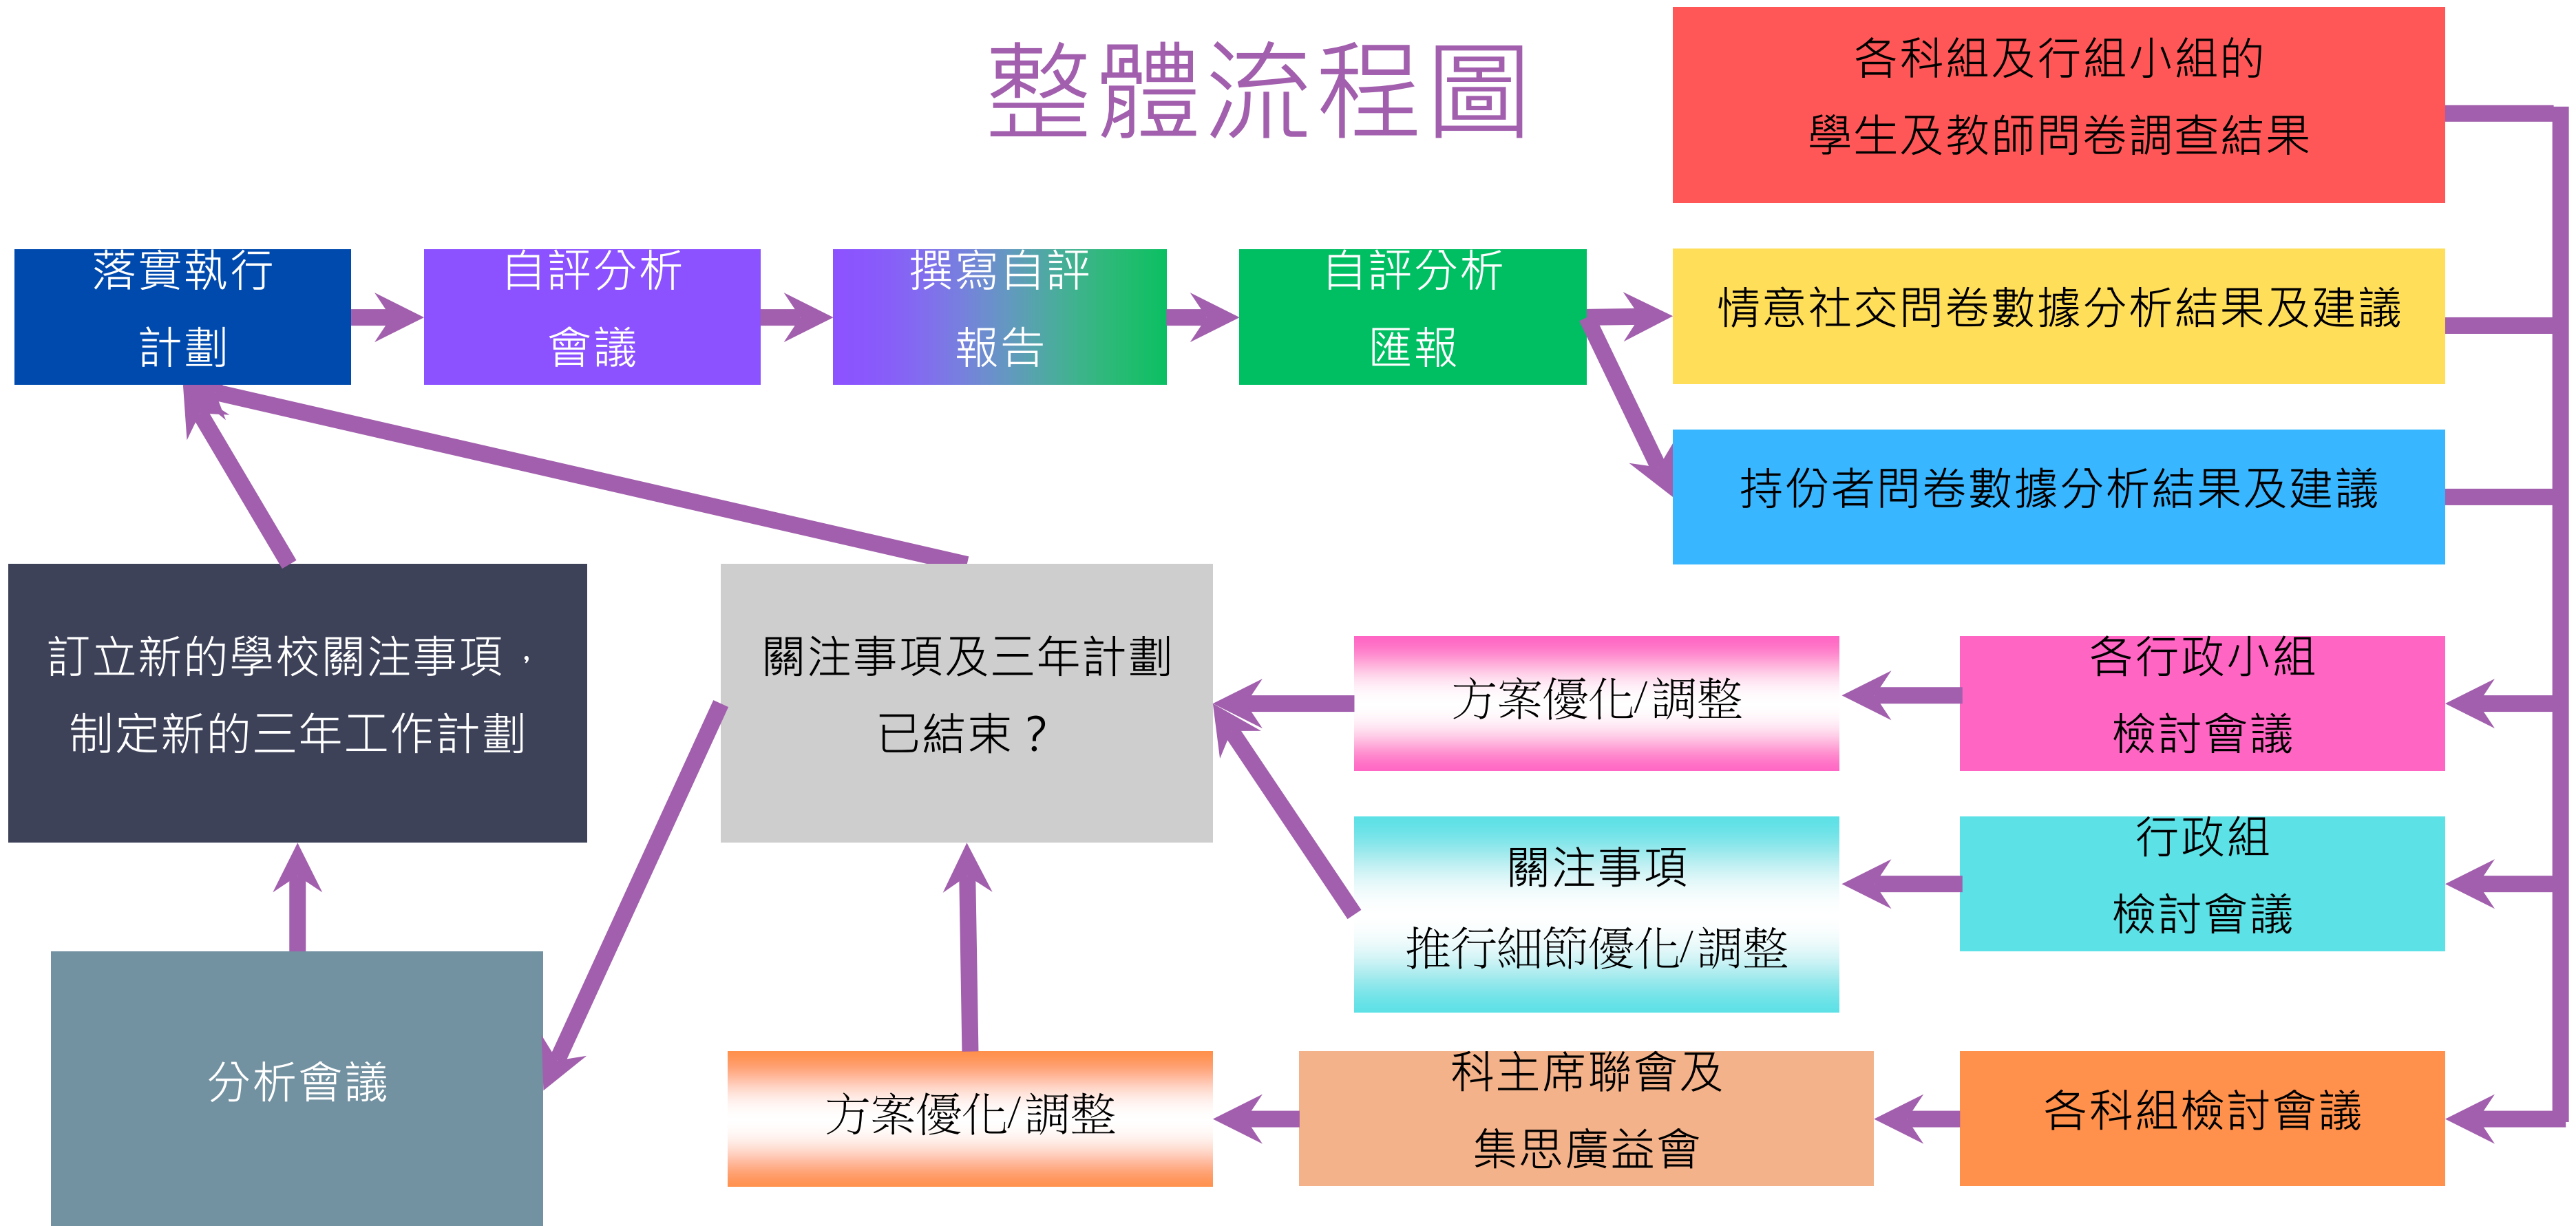 整體流程圖
各科組及行組小組的
學生及教師問卷調查結果
落實執行
計劃
自評分析
會議
撰寫自評
報告
自評分析
匯報
情意社交問卷數據分析結果及建議
持份者問卷數據分析結果及建議
訂立新的學校關注事項，
制定新的三年工作計劃
關注事項及三年計劃
已結束？
方案優化/調整
各行政小組
檢討會議
關注事項
推行細節優化/調整
行政組
檢討會議
分析會議
方案優化/調整
科主席聯會及
集思廣益會
各科組檢討會議